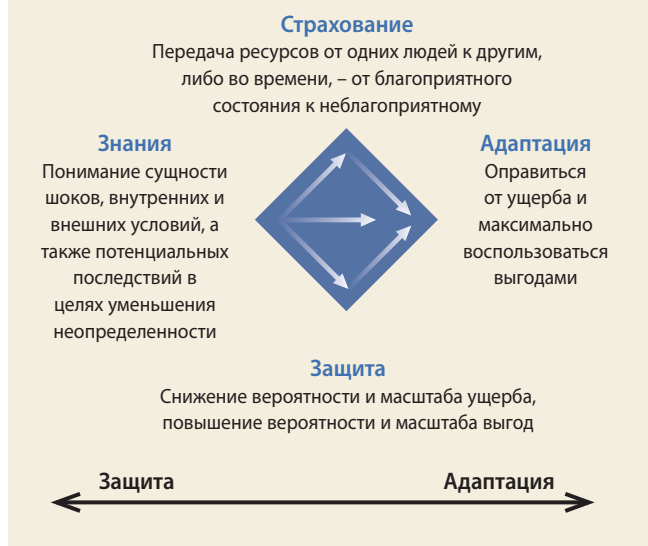 Страхование
Передача ресурсов от одних людей к другим,
либо во времени, – от благоприятного
состояния к неблагоприятному
Знания
Понимание сущности
шоков, внутренних и
внешних условий, а
также потенциальных
последствий в
целях уменьшения
неопределенности
Адаптация
Оправиться
от ущерба и
максимально
воспользоваться
выгодами
Защита
Снижение вероятности и масштаба ущерба,
повышение вероятности и масштаба выгод
Защита
Адаптация